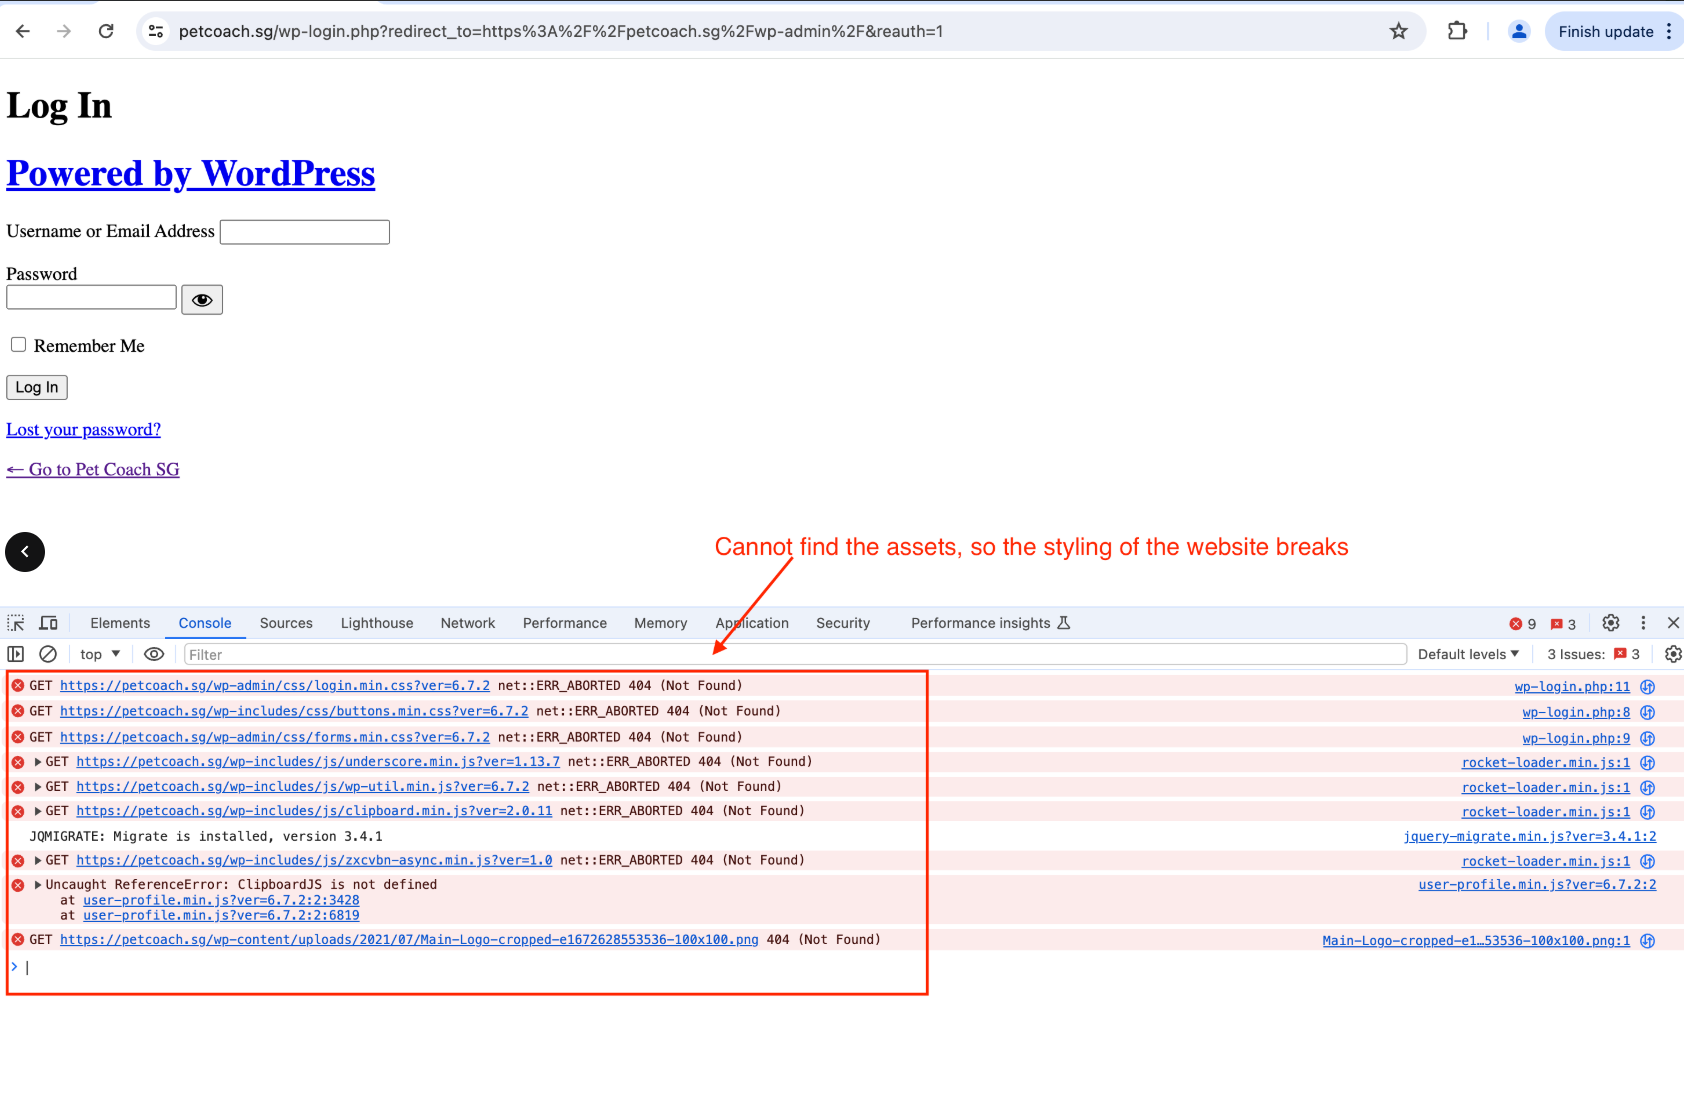 petcoach.sg/wp-login.php?redirect_to=https%3A%2F%2Fpetcoach.sg%2Fwp-admin%2F&reauth=1
Finish update
Log In
Powered by WordPress
Username or Email Address
Password
Remember Me
Log In
Lost your password?
← Go to Pet Coach SG
Cannot find the assets, so the styling of the website breaks
Elements Console Sources Lighthouse Network Performance Memory Application Security Performance insights 9 3
top Filter Default levels 3 Issues: 3
GET https://petcoach.sg/wp-admin/css/login.min.css?ver=6.7.2 net::ERR_ABORTED 404 (Not Found) wp-login.php:11
GET https://petcoach.sg/wp-includes/css/buttons.min.css?ver=6.7.2 net::ERR_ABORTED 404 (Not Found) wp-login.php:8
GET https://petcoach.sg/wp-admin/css/forms.min.css?ver=6.7.2 net::ERR_ABORTED 404 (Not Found) wp-login.php:9
GET https://petcoach.sg/wp-includes/js/underscore.min.js?ver=1.13.7 net::ERR_ABORTED 404 (Not Found) rocket-loader.min.js:1
GET https://petcoach.sg/wp-includes/js/wp-util.min.js?ver=6.7.2 net::ERR_ABORTED 404 (Not Found) rocket-loader.min.js:1
GET https://petcoach.sg/wp-includes/js/clipboard.min.js?ver=2.0.11 net::ERR_ABORTED 404 (Not Found) rocket-loader.min.js:1
JQMIGRATE: Migrate is installed, version 3.4.1 jquery-migrate.min.js?ver=3.4.1:2
GET https://petcoach.sg/wp-includes/js/zxcvbn-async.min.js?ver=1.0 net::ERR_ABORTED 404 (Not Found) rocket-loader.min.js:1
Uncaught ReferenceError: ClipboardJS is not defined user-profile.min.js?ver=6.7.2:2
at user-profile.min.js?ver=6.7.2:2:3428
at user-profile.min.js?ver=6.7.2:2:6819
GET https://petcoach.sg/wp-content/uploads/2021/07/Main-Logo-cropped-e1672628553536-100x100.png 404 (Not Found) Main-Logo-cropped-e1…53536-100x100.png:1